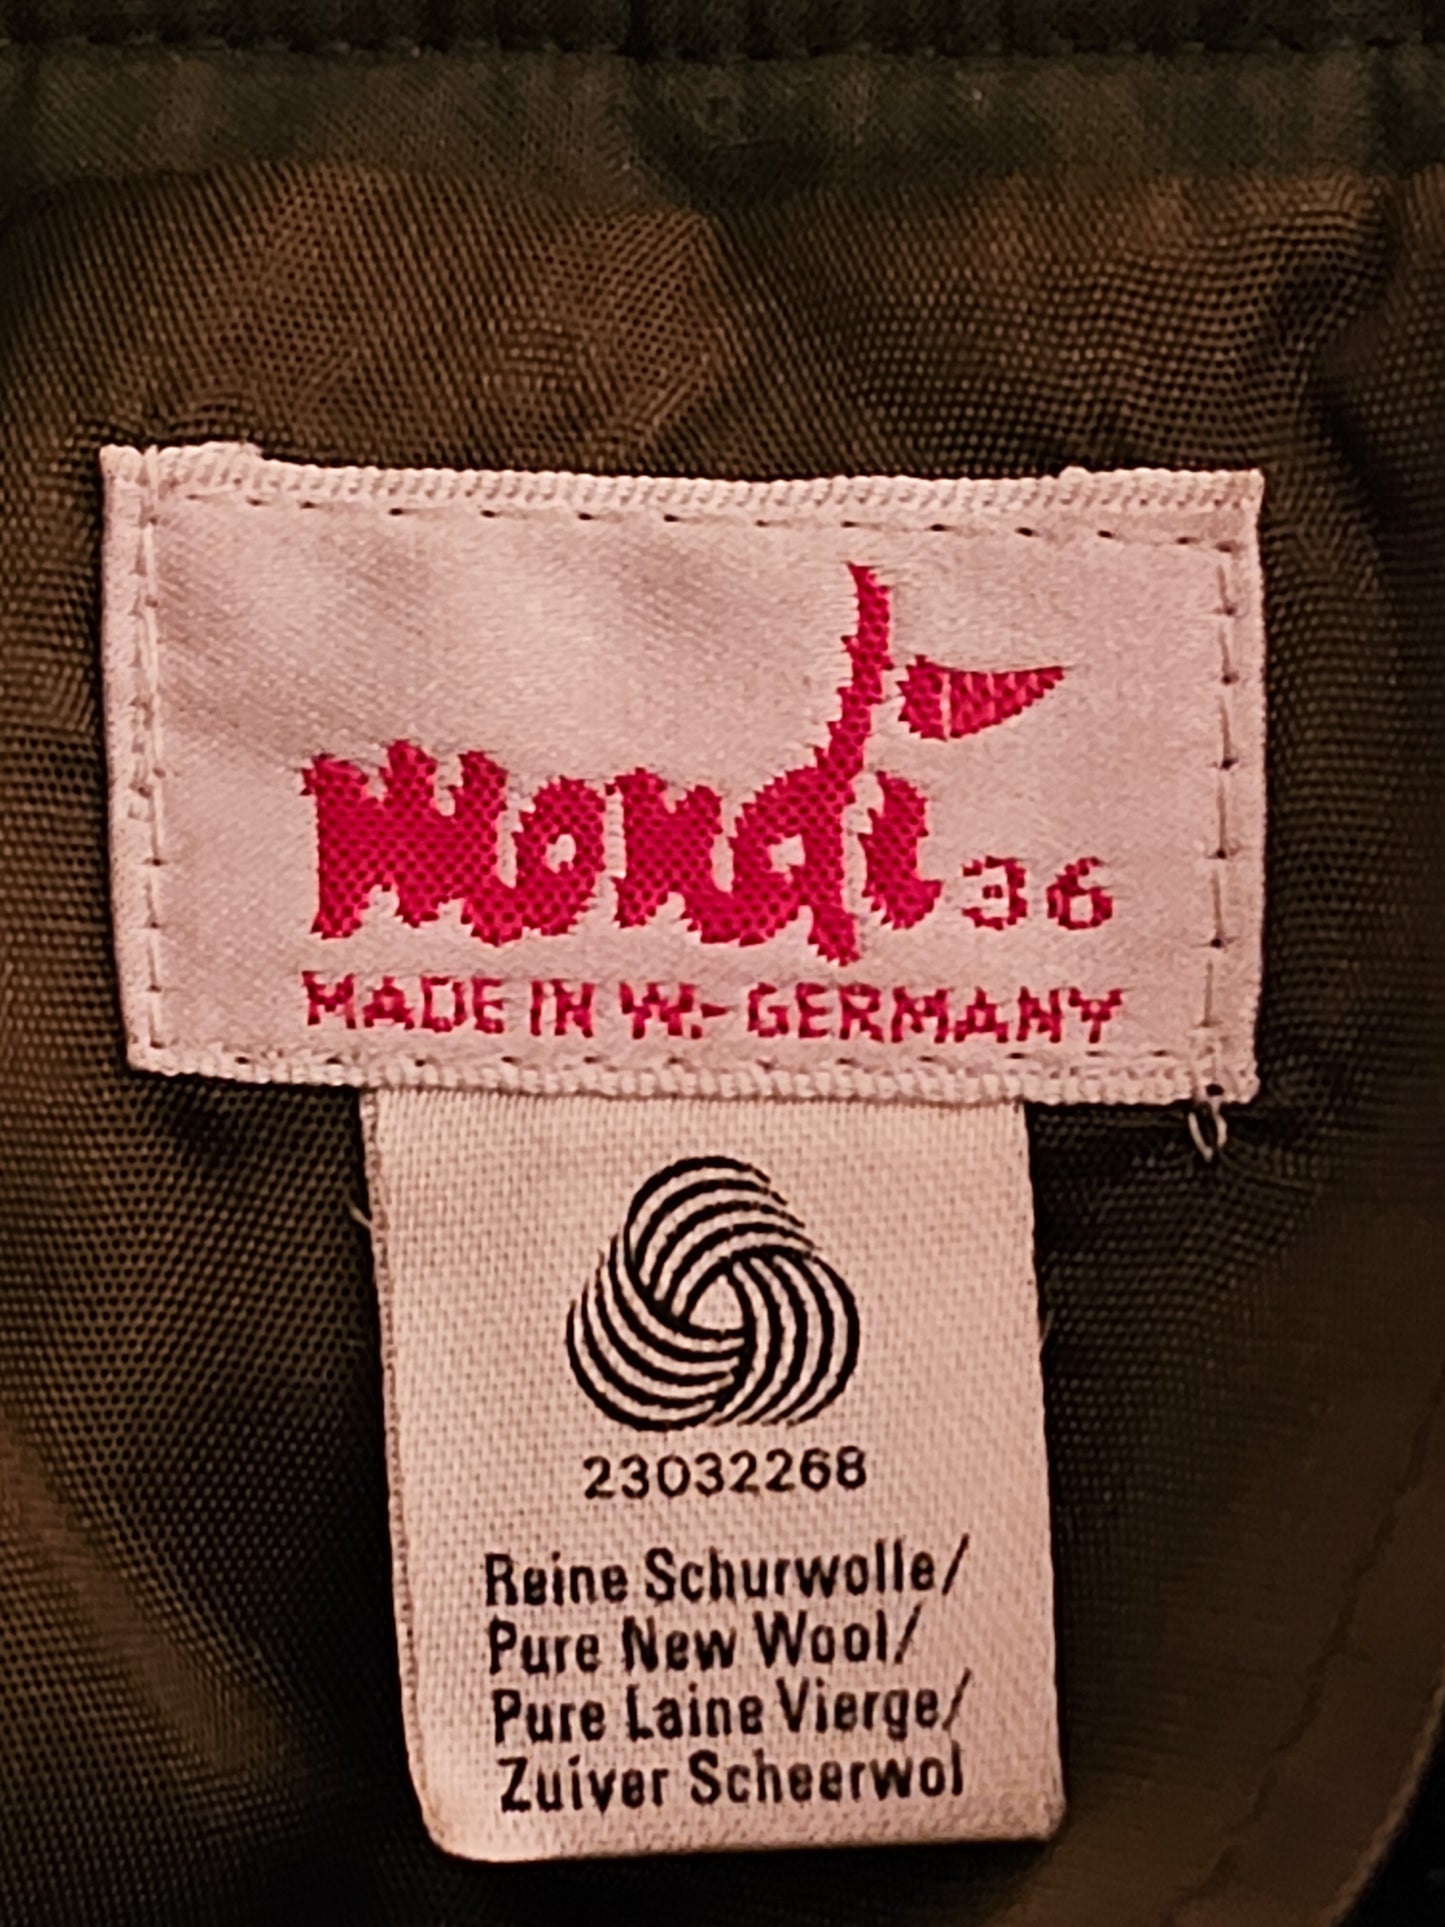 Mondi 36
MADE IN W.-GERMANY
23032268
Reine Schurwolle/
Pure New Wool/
Pure Laine Vierge/
Zuiver Scheerwol